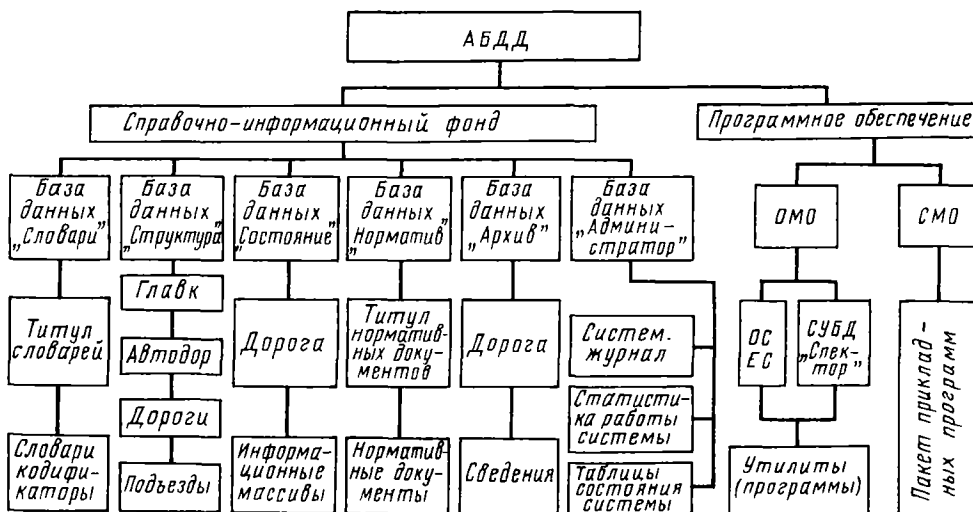 АБДД
Справочно-информационный фонд
Программное обеспечение
База
данных
„Словари"
База
данных
„Структура"
База
данных
„Состояние"
База
данных
„Норматив"
База
данных
„Архив"
База
данных
„Админи-
стратор"
ОМО
СМО
Титул
словарей
Словари
кодифи-
каторы
Главк
Автодор
Дороги
Подъезды
Дорога
Информа-
ционные
массивы
Титул
норматив-
ных доку-
ментов
Норматив-
ные доку-
менты
Дорога
Сведения
Систем.
журнал
Статисти-
ка работы
системы
Таблицы
состояния
системы
ОС
ЕС
СУБД
„Спек-
тор"
Утилиты
(программы)
Пакет приклад-
ных программ